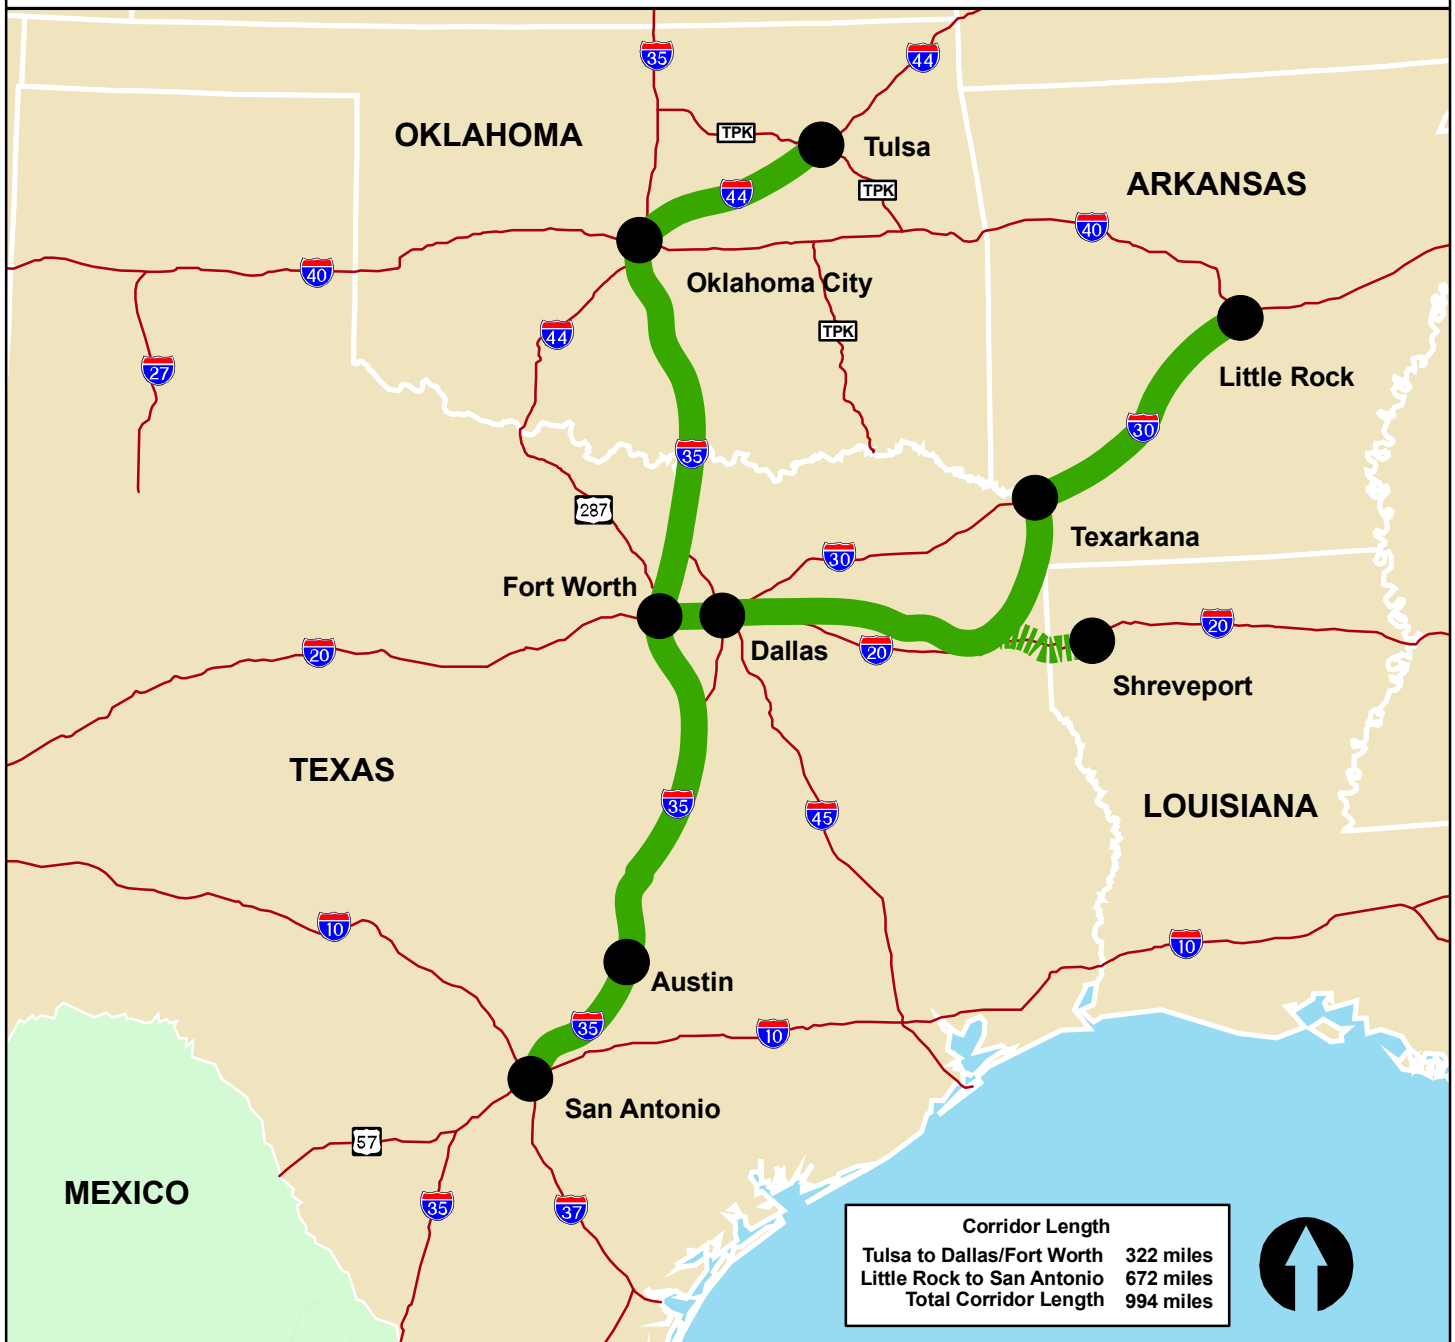 35
44
OKLAHOMA
TPK
Tulsa
44
TPK
ARKANSAS
40
40
Oklahoma City
44
TPK
27
Little Rock
30
35
287
Texarkana
30
Fort Worth
20
Dallas
20
20
Shreveport
TEXAS
35
45
LOUISIANA
10
10
Austin
35
10
San Antonio
57
MEXICO
35
37
Corridor Length
Tulsa to Dallas/Fort Worth 322 miles
Little Rock to San Antonio 672 miles
Total Corridor Length 994 miles